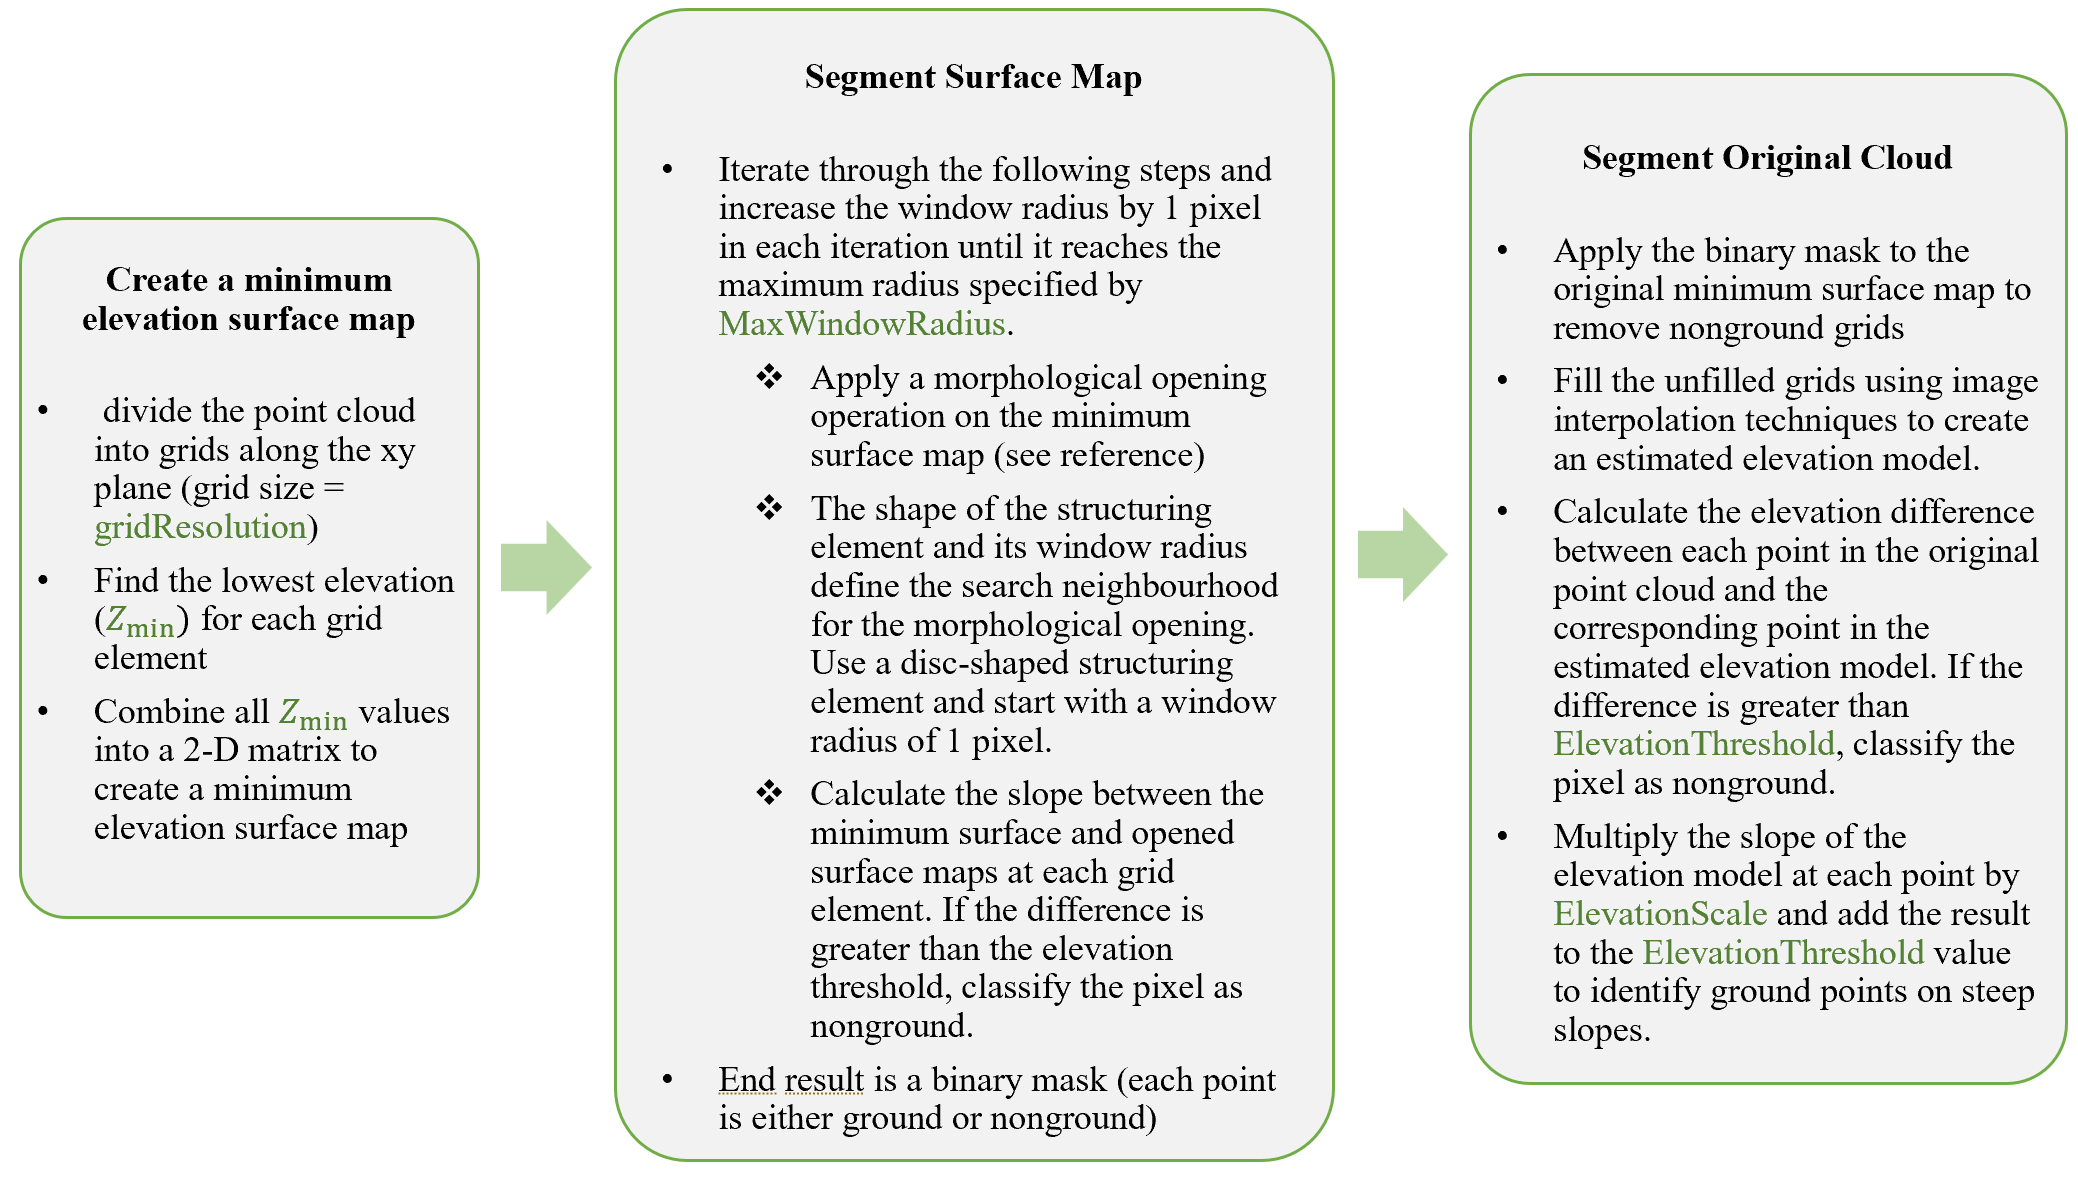 Create a minimum
elevation surface map
• divide the point cloud
into grids along the xy
plane (grid size =
gridResolution)
• Find the lowest elevation
(Zmin) for each grid
element
• Combine all Zmin values
into a 2-D matrix to
create a minimum
elevation surface map
Segment Surface Map
• Iterate through the following steps and
increase the window radius by 1 pixel
in each iteration until it reaches the
maximum radius specified by
MaxWindowRadius.
❖ Apply a morphological opening
operation on the minimum
surface map (see reference)
❖ The shape of the structuring
element and its window radius
define the search neighbourhood
for the morphological opening.
Use a disc-shaped structuring
element and start with a window
radius of 1 pixel.
❖ Calculate the slope between the
minimum surface and opened
surface maps at each grid
element. If the difference is
greater than the elevation
threshold, classify the pixel as
nonground.
• End result is a binary mask (each point
is either ground or nonground)
Segment Original Cloud
• Apply the binary mask to the
original minimum surface map to
remove nonground grids
• Fill the unfilled grids using image
interpolation techniques to create
an estimated elevation model.
• Calculate the elevation difference
between each point in the original
point cloud and the
corresponding point in the
estimated elevation model. If the
difference is greater than
ElevationThreshold, classify the
pixel as nonground.
• Multiply the slope of the
elevation model at each point by
ElevationScale and add the result
to the ElevationThreshold value
to identify ground points on steep
slopes.